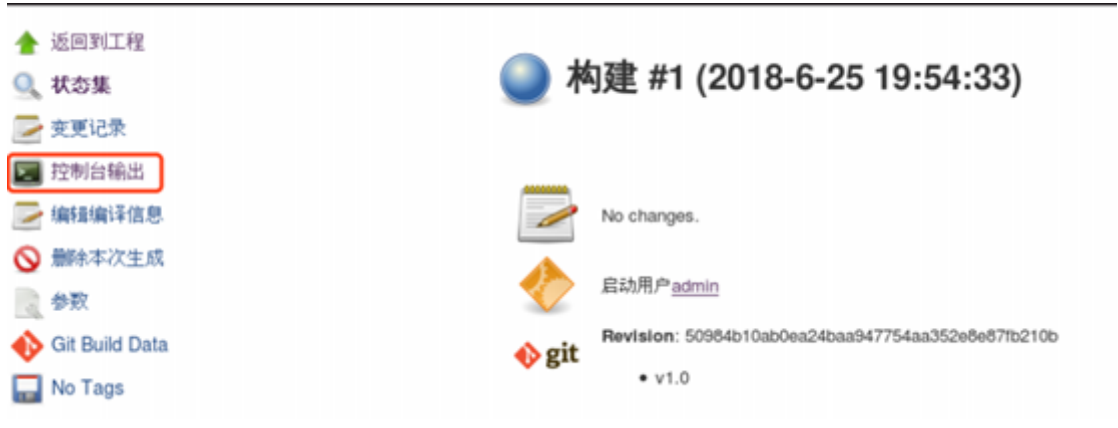 返回到工程
状态集
变更记录
控制台输出
编辑编译信息
删除本次生成
参数
Git Build Data
No Tags
构建 #1 (2018-6-25 19:54:33)
No changes.
启动用户admin
git
Revision: 50984b10ab0ea24baa947754aa352e8e87fb210b
• v1.0